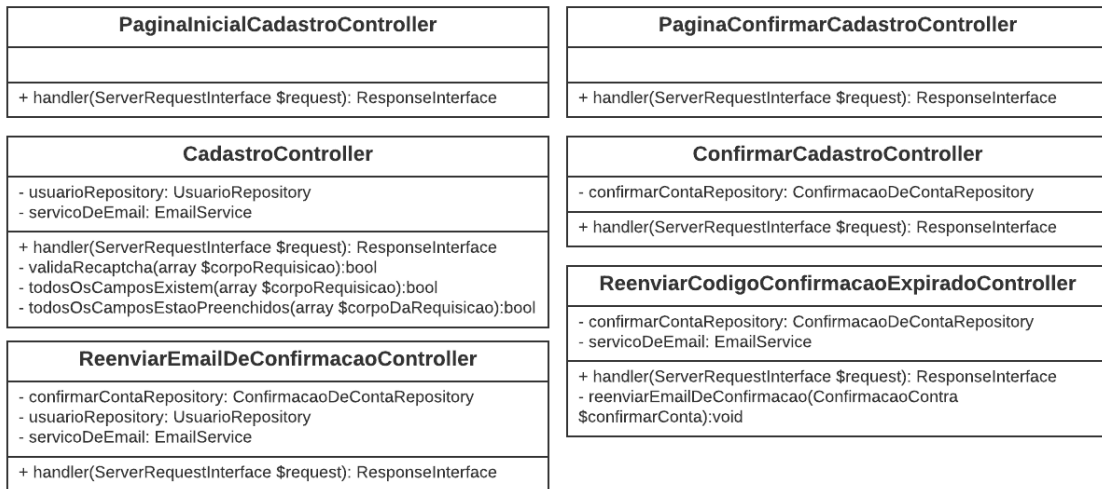 PaginaInicialCadastroController
+ handler(ServerRequestInterface $request): ResponseInterface
CadastroController
- usuarioRepository: UsuarioRepository
- servicoDeEmail: EmailService
+ handler(ServerRequestInterface $request): ResponseInterface
- validaRecaptcha(array $corpoRequisicao):bool
- todosOsCamposExistem(array $corpoRequisicao):bool
- todosOsCamposEstaoPreenchidos(array $corpoDaRequisicao):bool
ReenviarEmailDeConfirmacaoController
- confirmarContaRepository: ConfirmacaoDeContaRepository
- usuarioRepository: UsuarioRepository
- servicoDeEmail: EmailService
+ handler(ServerRequestInterface $request): ResponseInterface
PaginaConfirmarCadastroController
+ handler(ServerRequestInterface $request): ResponseInterface
ConfirmarCadastroController
- confirmarContaRepository: ConfirmacaoDeContaRepository
+ handler(ServerRequestInterface $request): ResponseInterface
ReenviarCodigoConfirmacaoExpiradoController
- confirmarContaRepository: ConfirmacaoDeContaRepository
- servicoDeEmail: EmailService
+ handler(ServerRequestInterface $request): ResponseInterface
- reenviarEmailDeConfirmacao(ConfirmacaoContra
$confirmarConta):void